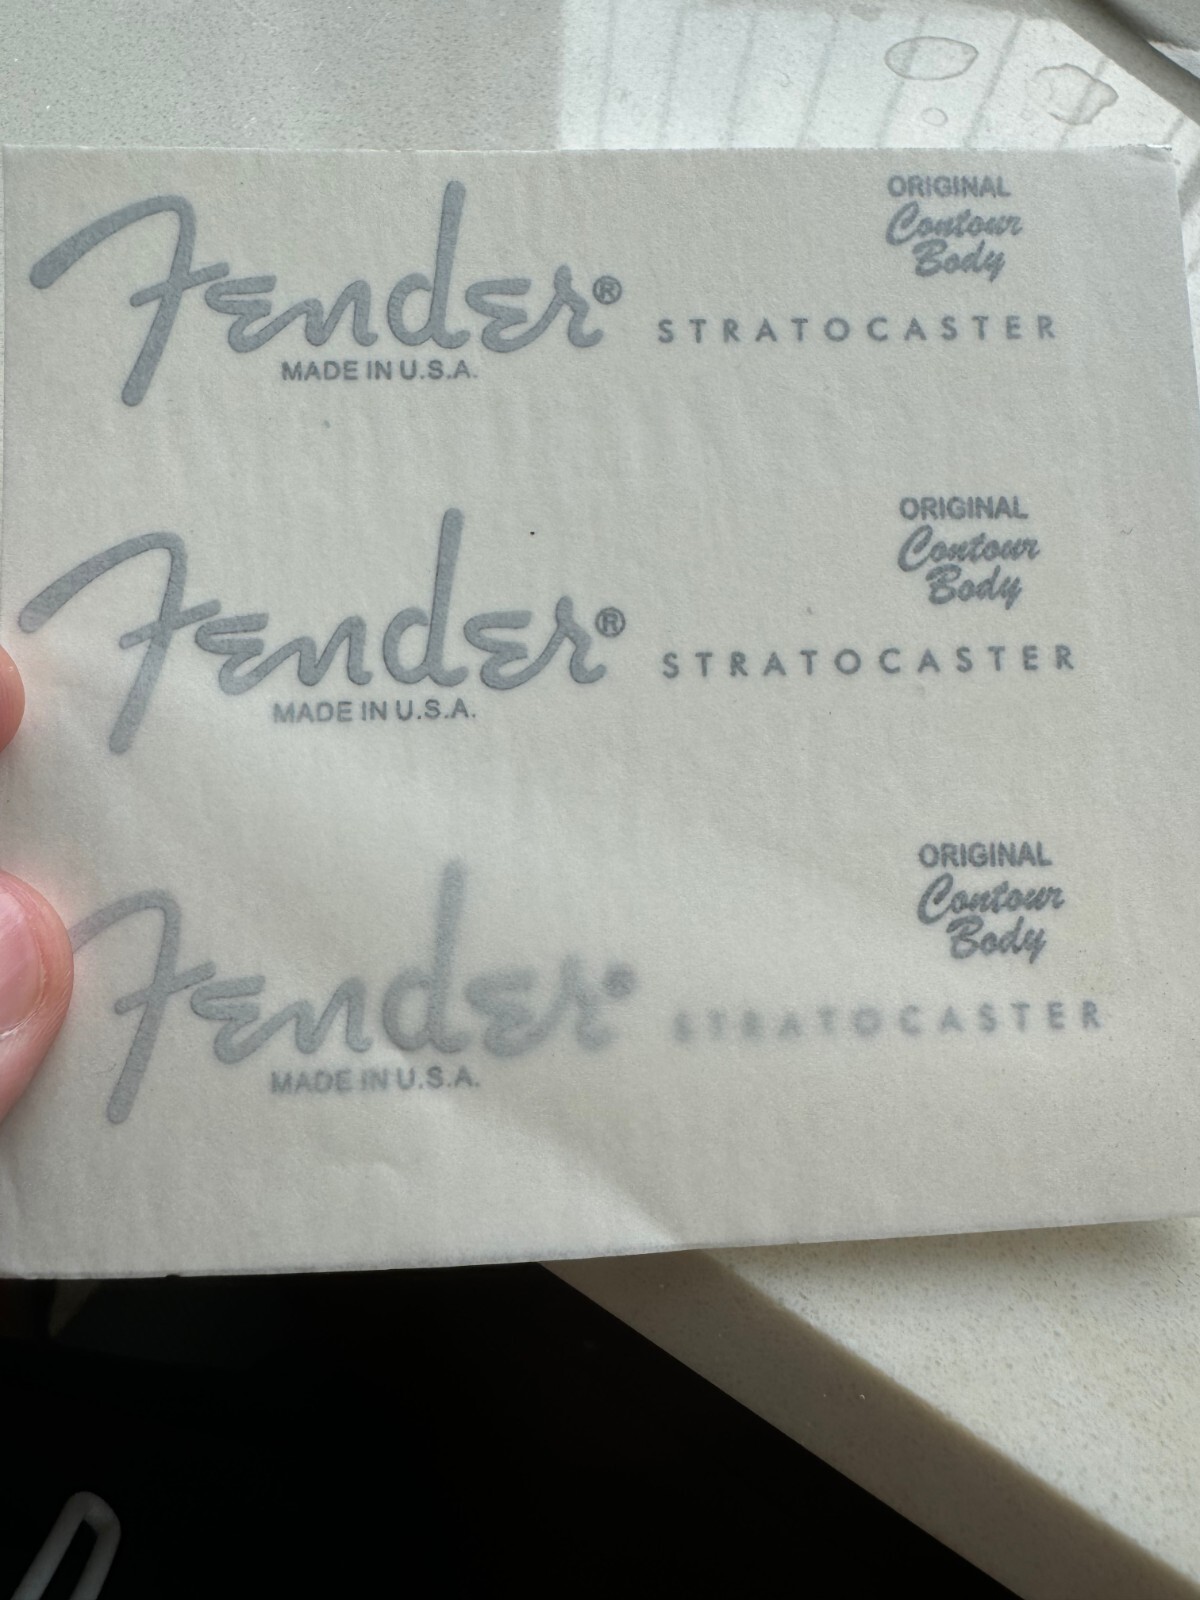 ORIGINAL
Contour
Body
Fender®
STRATOCASTER
MADE IN U.S.A.
ORIGINAL
Contour
Body
Fender®
STRATOCASTER
MADE IN U.S.A.
ORIGINAL
Contour
Body
Fender®
STRATOCASTER
MADE IN U.S.A.